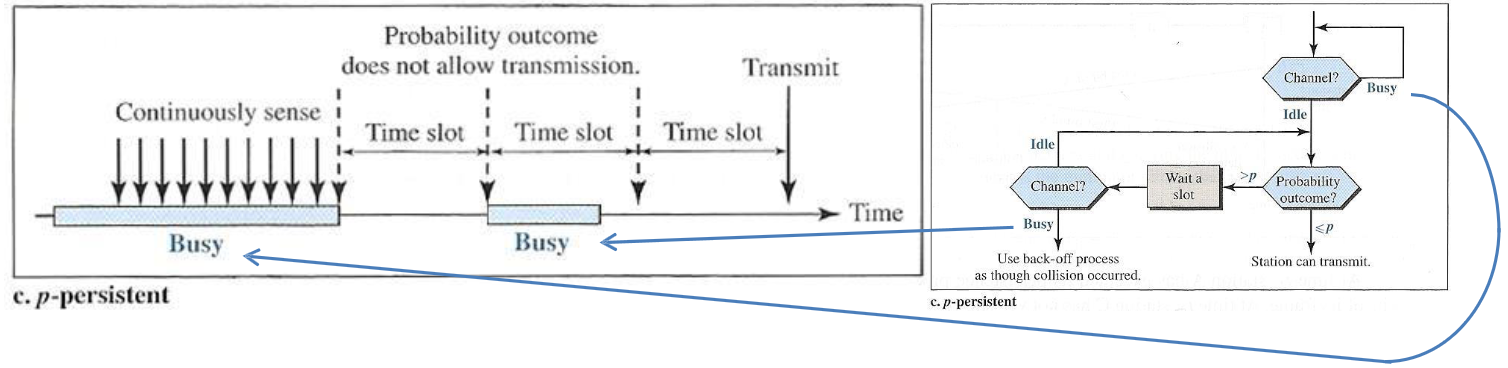 Probability outcome
does not allow transmission.
Transmit
Continuously sense
Time slot
Time slot
Time slot
Time
Busy
Busy
c. p-persistent
Channel?
Busy
Idle
Idle
Channel?
Wait a
slot
>p
Probability
outcome?
Busy
⩽p
Use back-off process
as though collision occurred.
Station can transmit.
c. p-persistent